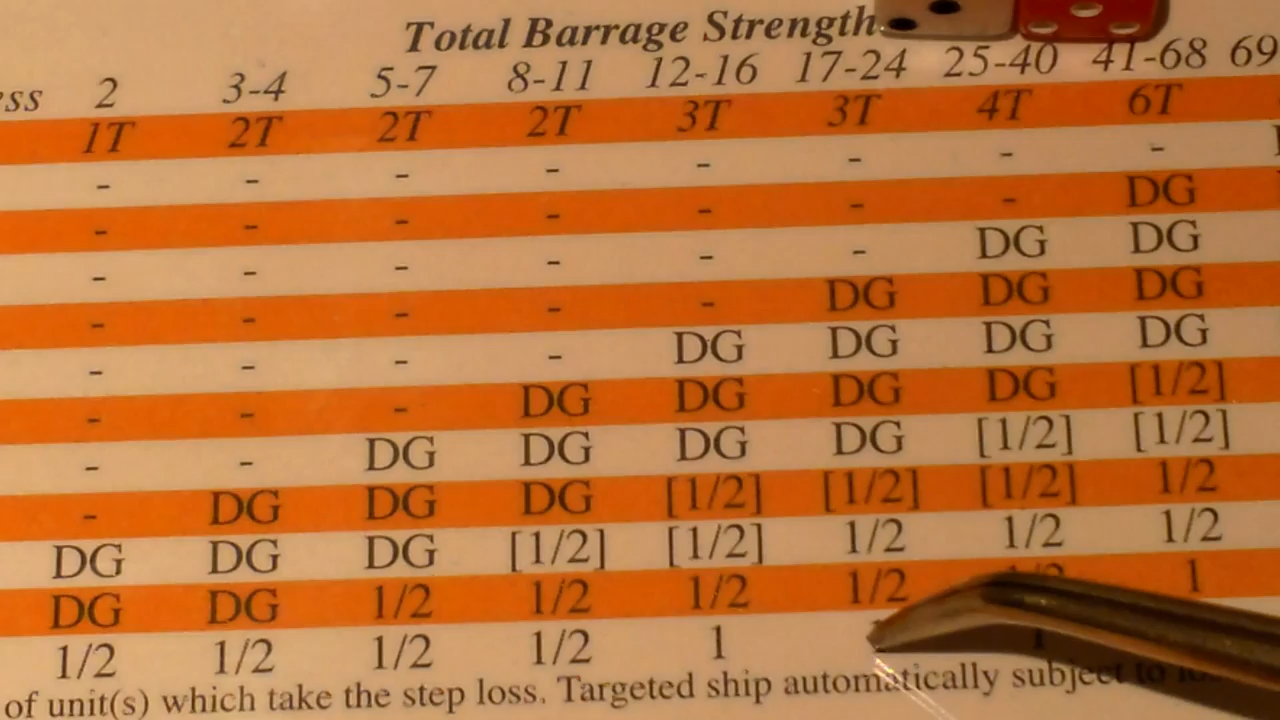 Total Barrage Strength
2 3-4 5-7 8-11 12-16 17-24 25-40 41-68 69
1T 2T 2T 2T 3T 3T 4T 6T
- - - - - - - -
- - - - - - - DG
- - - - - - DG DG
- - - - - DG DG DG
- - - - DG DG DG DG
- - - DG DG DG DG [1/2]
- - DG DG DG DG [1/2] [1/2]
- DG DG DG [1/2] [1/2] [1/2] 1/2
DG DG DG [1/2] [1/2] 1/2 1/2 1/2
DG DG 1/2 1/2 1/2 1/2 1
1/2 1/2 1/2 1/2 1
of unit(s) which take the step loss. Targeted ship automatically subject to